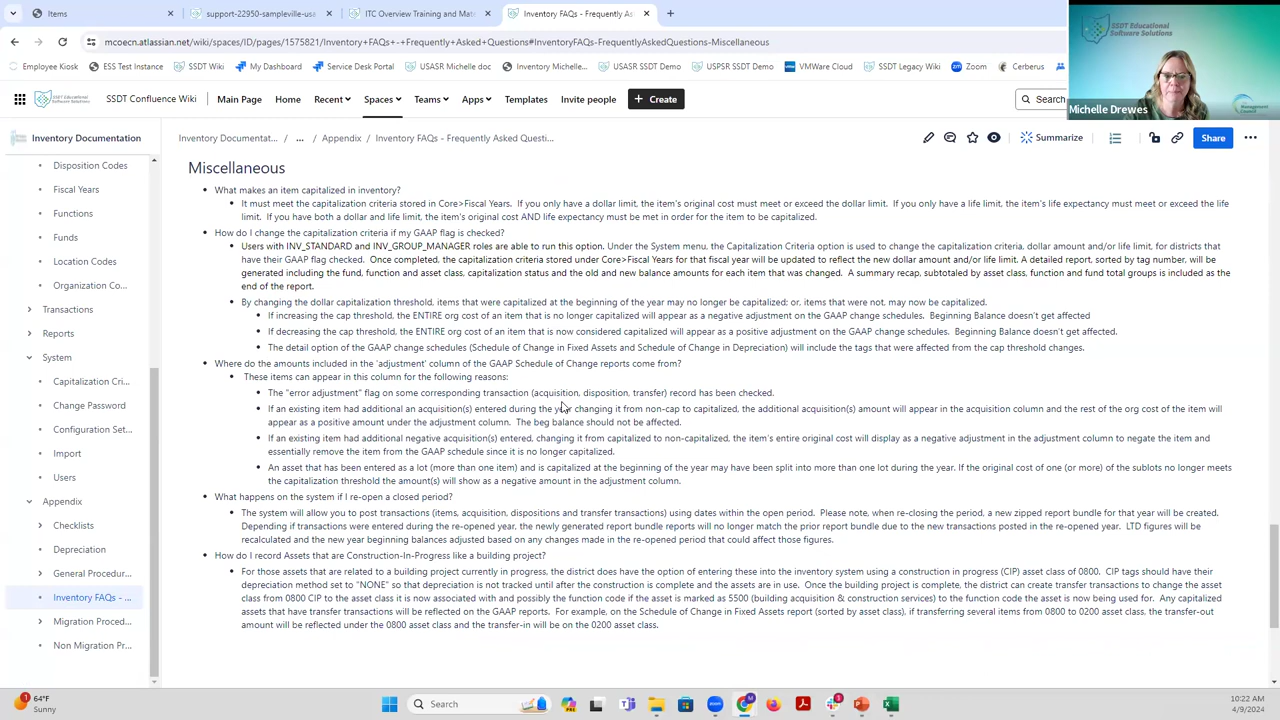 Items
support-22950-sampleville-usa
ITC Overview Training and Mate
Inventory FAQs - Frequently As
mcoecn.atlassian.net/wiki/spaces/ID/pages/1575821/Inventory+FAQs+-+Frequently+Asked+Questions#InventoryFAQs-FrequentlyAskedQuestions-Miscellaneous
Employee Kiosk ESS Test Instance SSDT Wiki My Dashboard Service Desk Portal USASR Michelle doc Inventory Michelle... USASR SSDT Demo USPSR SSDT Demo VMWare Cloud SSDT Legacy Wiki Zoom Cerberus
SSDT Educational
Software Solutions
Michelle Drewes
SSDT Confluence Wiki Main Page Home Recent Spaces Teams Apps Templates Invite people + Create Search
Inventory Documentation
Inventory Documentat... / ... / Appendix / Inventory FAQs - Frequently Asked Questi...
Summarize Share
Disposition Codes
Fiscal Years
Functions
Funds
Location Codes
Organization Co...
Transactions
Reports
System
Capitalization Cri...
Change Password
Configuration Set...
Import
Users
Appendix
Checklists
Depreciation
General Procedur...
Inventory FAQs - ...
Migration Proced...
Non Migration Pr...
Miscellaneous
What makes an item capitalized in inventory?
It must meet the capitalization criteria stored in Core>Fiscal Years. If you only have a dollar limit, the item's original cost must meet or exceed the dollar limit. If you only have a life limit, the item's life expectancy must meet or exceed the life
limit. If you have both a dollar and life limit, the item's original cost AND life expectancy must be met in order for the item to be capitalized.
How do I change the capitalization criteria if my GAAP flag is checked?
Users with INV_STANDARD and INV_GROUP_MANAGER roles are able to run this option. Under the System menu, the Capitalization Criteria option is used to change the capitalization criteria, dollar amount and/or life limit, for districts that
have their GAAP flag checked. Once completed, the capitalization criteria stored under Core>Fiscal Years for that fiscal year will be updated to reflect the new dollar amount and/or life limit. A detailed report, sorted by tag number, will be
generated including the fund, function and asset class, capitalization status and the old and new balance amounts for each item that was changed. A summary recap, subtotaled by asset class, function and fund total groups is included as the
end of the report.
By changing the dollar capitalization threshold, items that were capitalized at the beginning of the year may no longer be capitalized; or, items that were not, may now be capitalized.
If increasing the cap threshold, the ENTIRE org cost of an item that is no longer capitalized will appear as a negative adjustment on the GAAP change schedules. Beginning Balance doesn't get affected
If decreasing the cap threshold, the ENTIRE org cost of an item that is now considered capitalized will appear as a positive adjustment on the GAAP change schedules. Beginning Balance doesn't get affected.
The detail option of the GAAP change schedules (Schedule of Change in Fixed Assets and Schedule of Change in Depreciation) will include the tags that were affected from the cap threshold changes.
Where do the amounts included in the 'adjustment' column of the GAAP Schedule of Change reports come from?
These items can appear in this column for the following reasons:
The "error adjustment" flag on some corresponding transaction (acquisition, disposition, transfer) record has been checked.
If an existing item had additional an acquisition(s) entered during the year changing it from non-cap to capitalized, the additional acquisition(s) amount will appear in the acquisition column and the rest of the org cost of the item will
appear as a positive amount under the adjustment column. The beg balance should not be affected.
If an existing item had additional negative acquisition(s) entered, changing it from capitalized to non-capitalized, the item's entire original cost will display as a negative adjustment in the adjustment column to negate the item and
essentially remove the item from the GAAP schedule since it is no longer capitalized.
An asset that has been entered as a lot (more than one item) and is capitalized at the beginning of the year may have been split into more than one lot during the year. If the original cost of one (or more) of the sublots no longer meets
the capitalization threshold the amount(s) will show as a negative amount in the adjustment column.
What happens on the system if I re-open a closed period?
The system will allow you to post transactions (items, acquisition, dispositions and transfer transactions) using dates within the open period. Please note, when re-closing the period, a new zipped report bundle for that year will be created.
Depending if transactions were entered during the re-opened year, the newly generated report bundle reports will no longer match the prior report bundle due to the new transactions posted in the re-opened year. LTD figures will be
recalculated and the new year beginning balances adjusted based on any changes made in the re-opened period that could affect those figures.
How do I record Assets that are Construction-In-Progress like a building project?
For those assets that are related to a building project currently in progress, the district does have the option of entering these into the inventory system using a construction in progress (CIP) asset class of 0800. CIP tags should have their
depreciation method set to "NONE" so that depreciation is not tracked until after the construction is complete and the assets are in use. Once the building project is complete, the district can create transfer transactions to change the asset
class from 0800 CIP to the asset class it is now associated with and possibly the function code if the asset is marked as 5500 (building acquisition & construction services) to the function code the asset is now being used for. Any capitalized
assets that have transfer transactions will be reflected on the GAAP reports. For example, on the Schedule of Change in Fixed Assets report (sorted by asset class), if transferring several items from 0800 to 0200 asset class, the transfer-out
amount will be reflected under the 0800 asset class and the transfer-in will be on the 0200 asset class.
64°F
Sunny
Search
10:22 AM
4/9/2024